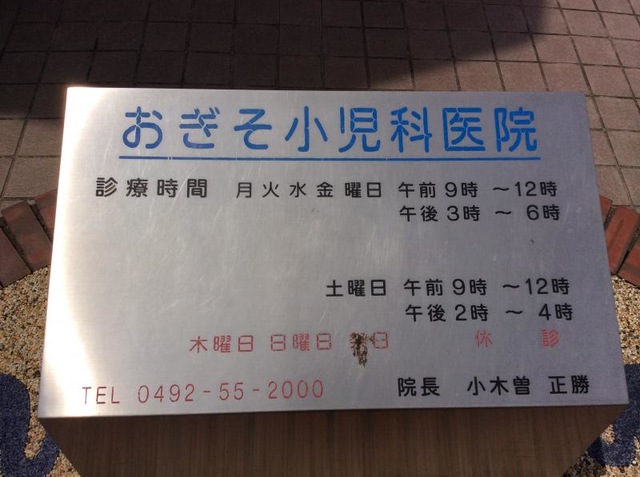 おぎそ小児科医院
診療時間 月火水金曜日 午前9時 ～12時
午後3時 ～ 6時
土曜日 午前9時 ～12時
午後2時 ～ 4時
木曜日 日曜日 日 休 診
TEL 0492-55-2000 院長 小木曽 正勝